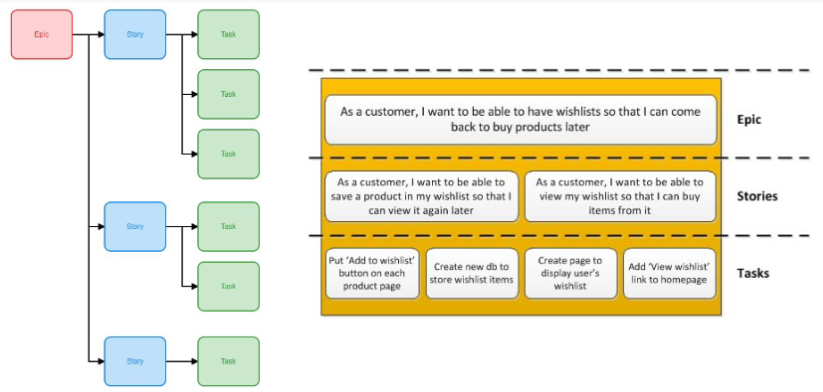 Epic
Story
Task
Task
Task
Story
Task
Task
Story
Task
As a customer, I want to be able to have wishlists so that I can come
back to buy products later
Epic
As a customer, I want to be able to
save a product in my wishlist so that I
can view it again later
As a customer, I want to be able to
view my wishlist so that I can buy
items from it
Stories
Put 'Add to wishlist'
button on each
product page
Create new db to
store wishlist items
Create page to
display user's
wishlist
Add 'View wishlist'
link to homepage
Tasks